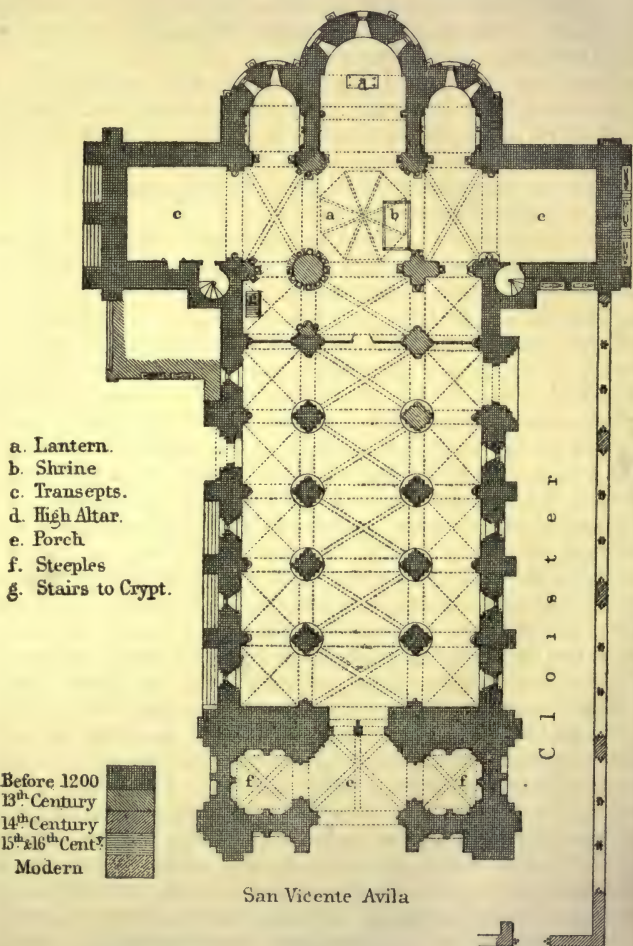 d
c
a
b
c
a. Lantern.
b. Shrine
c. Transepts.
d. High Altar.
e. Porch
f. Steeples
g. Stairs to Crypt.
Cloister
f
e
f
Before 1200
13th Century
14th Century
15th & 16th Centy
Modern
San Vicente Avila